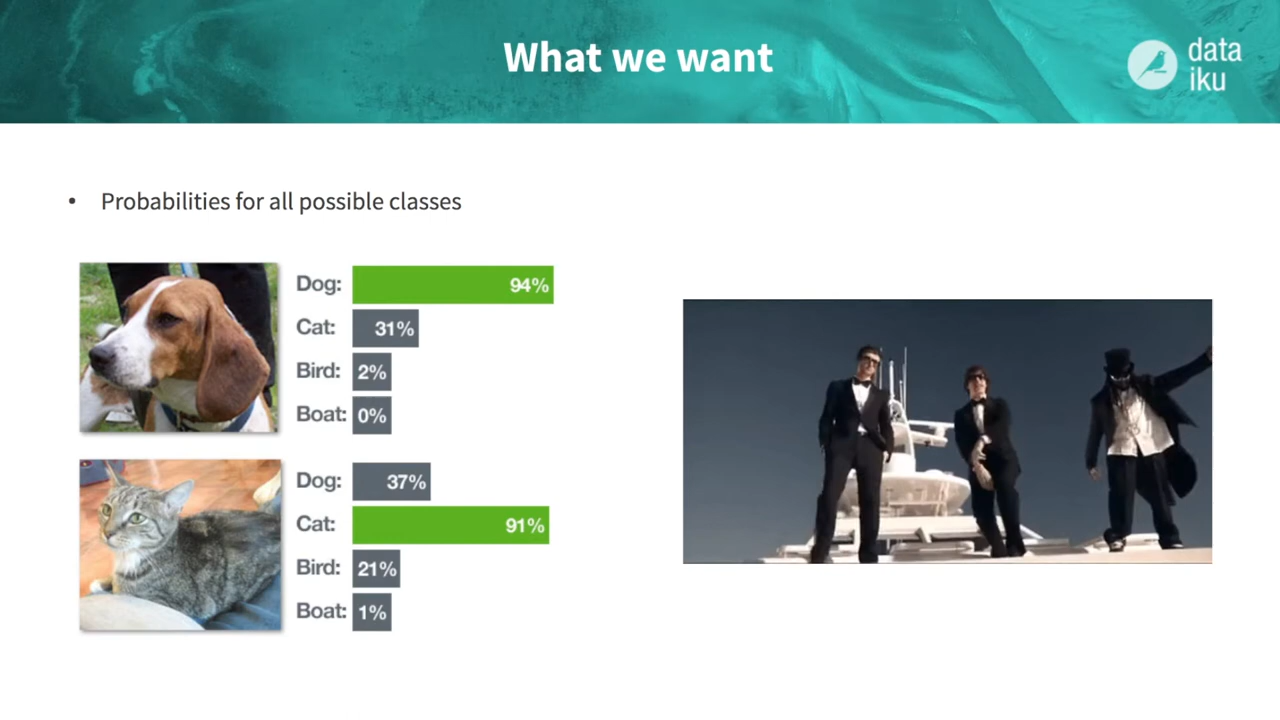 What we want
data
iku
• Probabilities for all possible classes
Dog: 94%
Cat: 31%
Bird: 2%
Boat: 0%
Dog: 37%
Cat: 91%
Bird: 21%
Boat: 1%